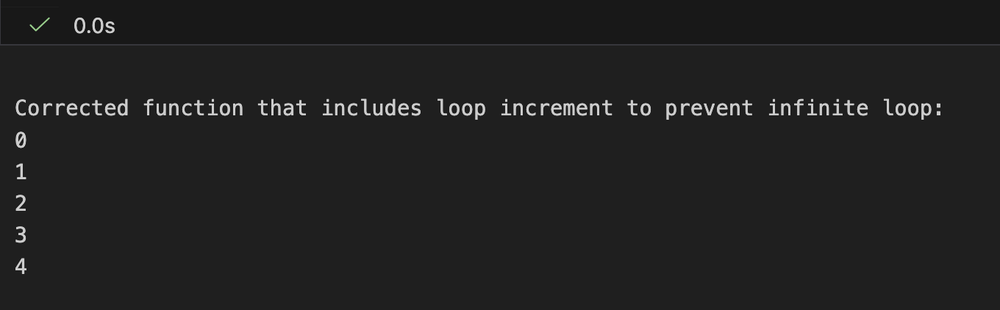 0.0s
Corrected function that includes loop increment to prevent infinite loop:
0
1
2
3
4